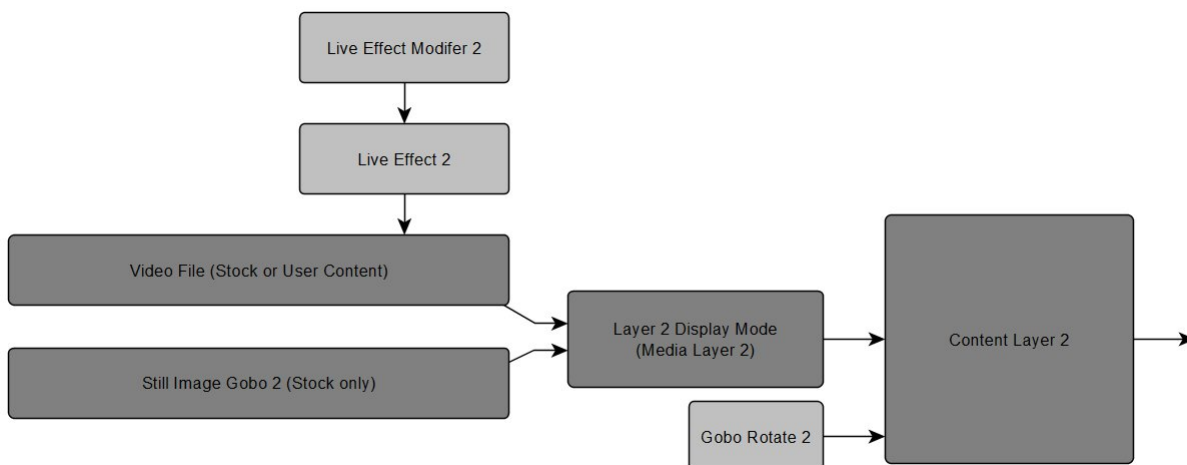 Live Effect Modifer 2
Live Effect 2
Video File (Stock or User Content)
Still Image Gobo 2 (Stock only)
Layer 2 Display Mode
(Media Layer 2)
Content Layer 2
Gobo Rotate 2